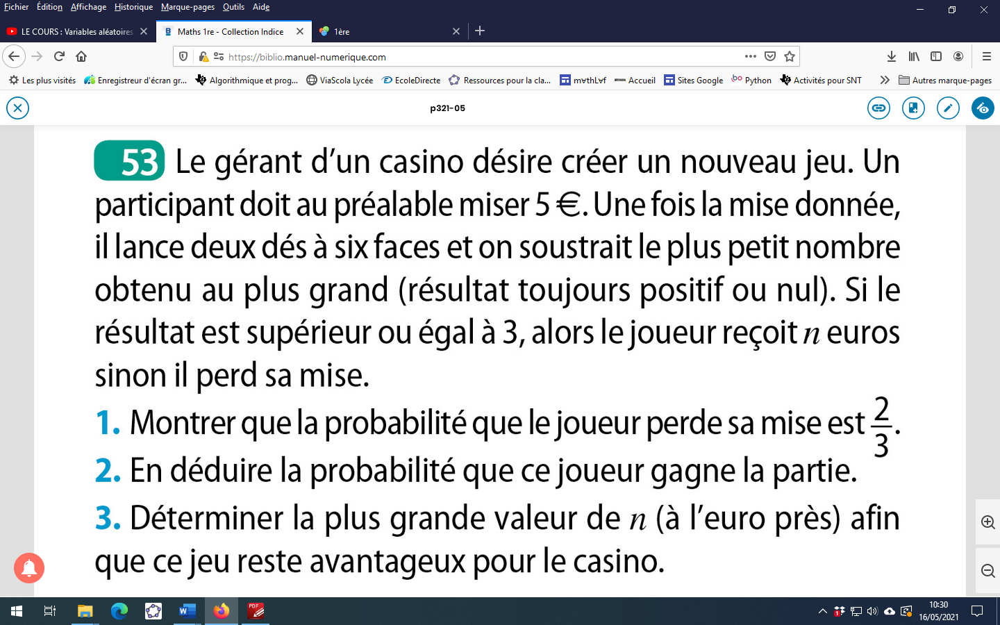 Fichier Édition Affichage Historique Marque-pages Outils Aide
LE COURS : Variables aléatoires Maths 1re - Collection Indice 1ère
https://biblio.manuel-numerique.com
Les plus visités Enregistreur d'écran gr... Algorithmique et prog... ViaScola Lycée EcoleDirecte Ressources pour la cla... m∀thL∀f Accueil Sites Google Python Activités pour SNT Autres marque-pages
p321-05
53 Le gérant d'un casino désire créer un nouveau jeu. Un
participant doit au préalable miser 5 €. Une fois la mise donnée,
il lance deux dés à six faces et on soustrait le plus petit nombre
obtenu au plus grand (résultat toujours positif ou nul). Si le
résultat est supérieur ou égal à 3, alors le joueur reçoit n euros
sinon il perd sa mise.
1. Montrer que la probabilité que le joueur perde sa mise est 2/3.
2. En déduire la probabilité que ce joueur gagne la partie.
3. Déterminer la plus grande valeur de n (à l'euro près) afin
que ce jeu reste avantageux pour le casino.
10:30
16/05/2021